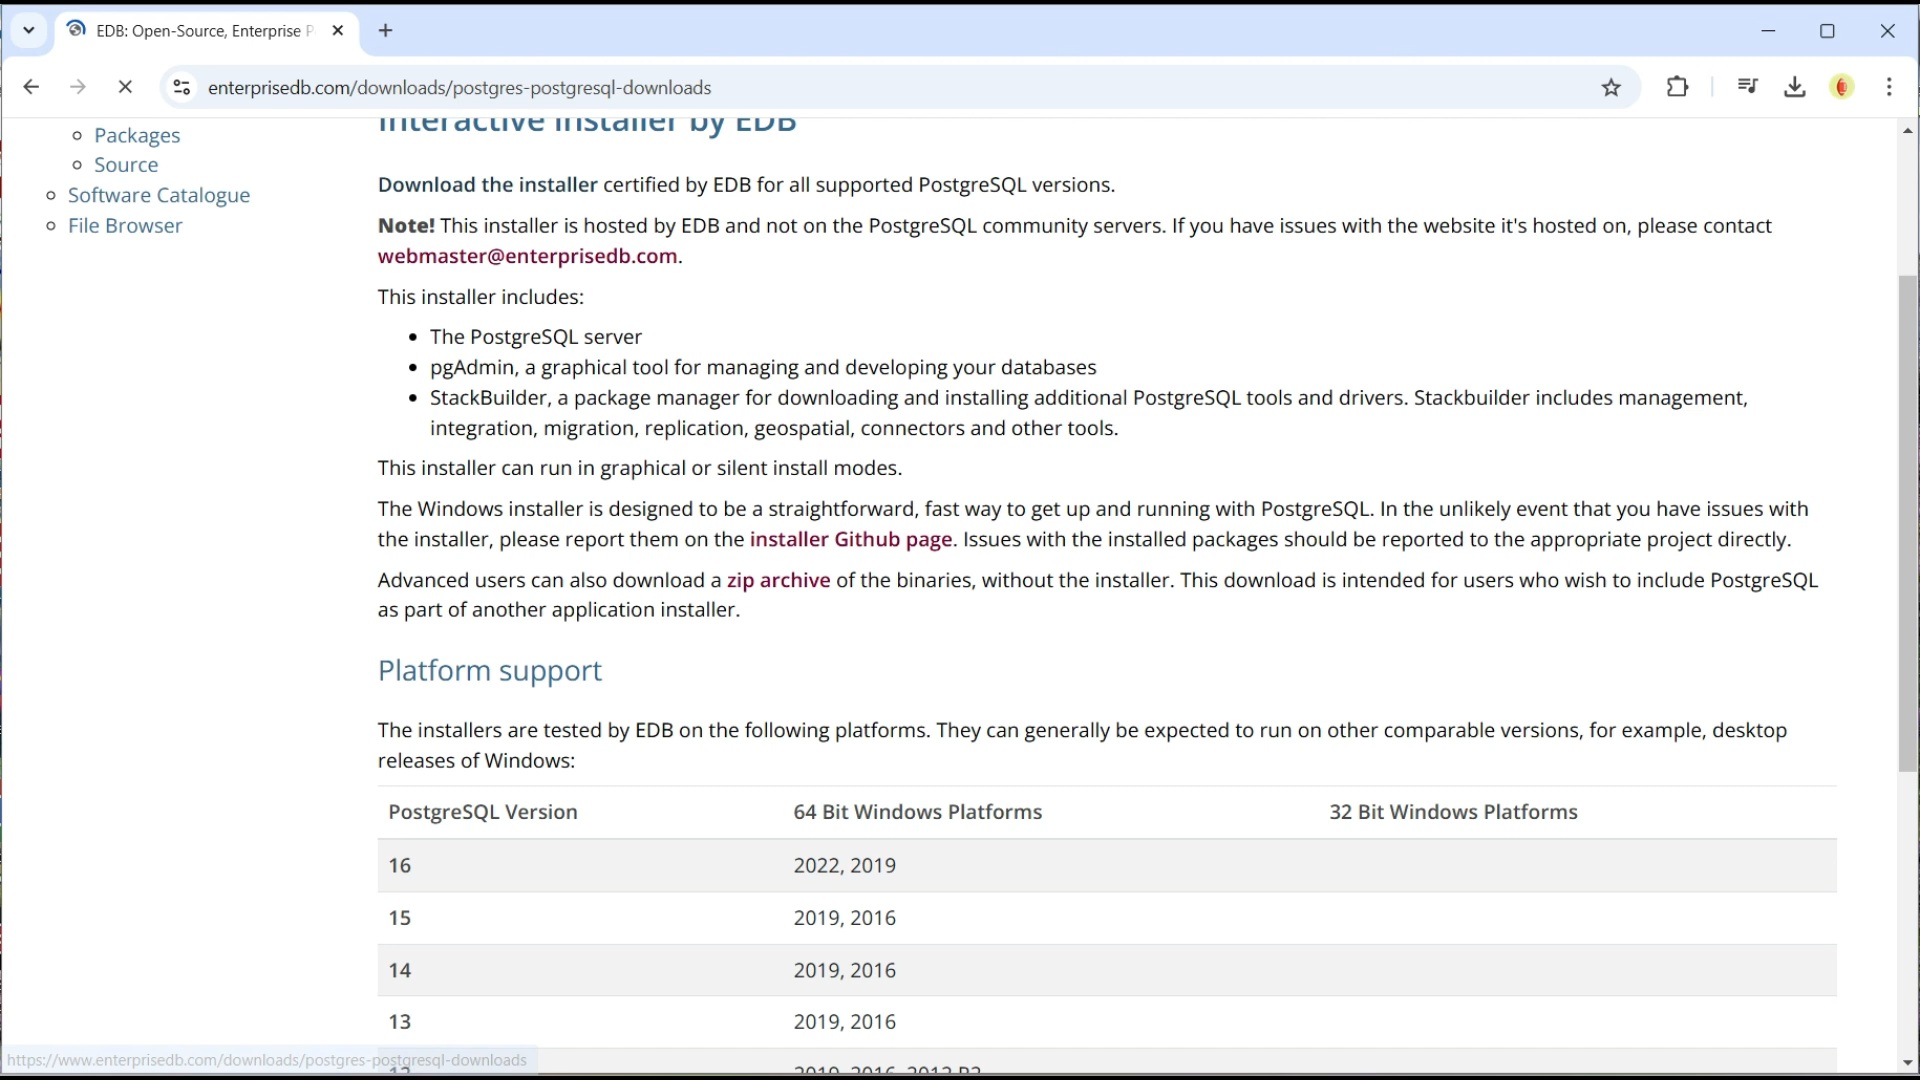 EDB: Open-Source, Enterprise P
enterprisedb.com/downloads/postgres-postgresql-downloads
Packages
Source
Software Catalogue
File Browser
Interactive installer by EDB
Download the installer certified by EDB for all supported PostgreSQL versions.
Note! This installer is hosted by EDB and not on the PostgreSQL community servers. If you have issues with the website it's hosted on, please contact
webmaster@enterprisedb.com.
This installer includes:
The PostgreSQL server
pgAdmin, a graphical tool for managing and developing your databases
StackBuilder, a package manager for downloading and installing additional PostgreSQL tools and drivers. Stackbuilder includes management,
integration, migration, replication, geospatial, connectors and other tools.
This installer can run in graphical or silent install modes.
The Windows installer is designed to be a straightforward, fast way to get up and running with PostgreSQL. In the unlikely event that you have issues with
the installer, please report them on the installer Github page. Issues with the installed packages should be reported to the appropriate project directly.
Advanced users can also download a zip archive of the binaries, without the installer. This download is intended for users who wish to include PostgreSQL
as part of another application installer.
Platform support
The installers are tested by EDB on the following platforms. They can generally be expected to run on other comparable versions, for example, desktop
releases of Windows:
PostgreSQL Version 64 Bit Windows Platforms 32 Bit Windows Platforms
16 2022, 2019
15 2019, 2016
14 2019, 2016
13 2019, 2016
12 2019, 2016, 2012 R2
https://www.enterprisedb.com/downloads/postgres-postgresql-downloads